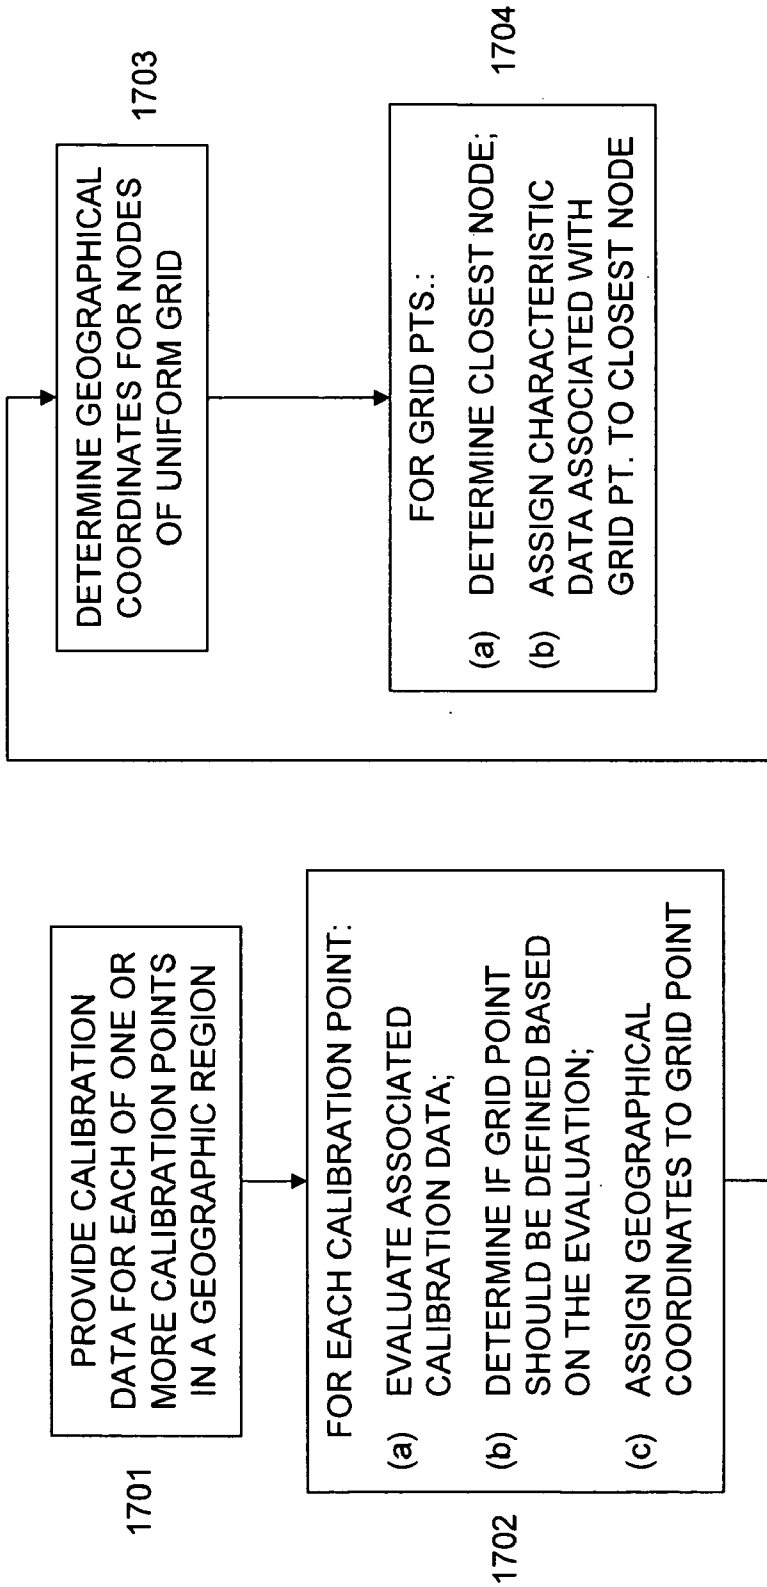 PROVIDE CALIBRATION
DATA FOR EACH OF ONE OR
MORE CALIBRATION POINTS
IN A GEOGRAPHIC REGION
1701
FOR EACH CALIBRATION POINT:
(a) EVALUATE ASSOCIATED
CALIBRATION DATA;
(b) DETERMINE IF GRID POINT
SHOULD BE DEFINED BASED
ON THE EVALUATION;
(c) ASSIGN GEOGRAPHICAL
COORDINATES TO GRID POINT
1702
DETERMINE GEOGRAPHICAL
COORDINATES FOR NODES
OF UNIFORM GRID
1703
FOR GRID PTS.:
(a) DETERMINE CLOSEST NODE;
(b) ASSIGN CHARACTERISTIC
DATA ASSOCIATED WITH
GRID PT. TO CLOSEST NODE
1704